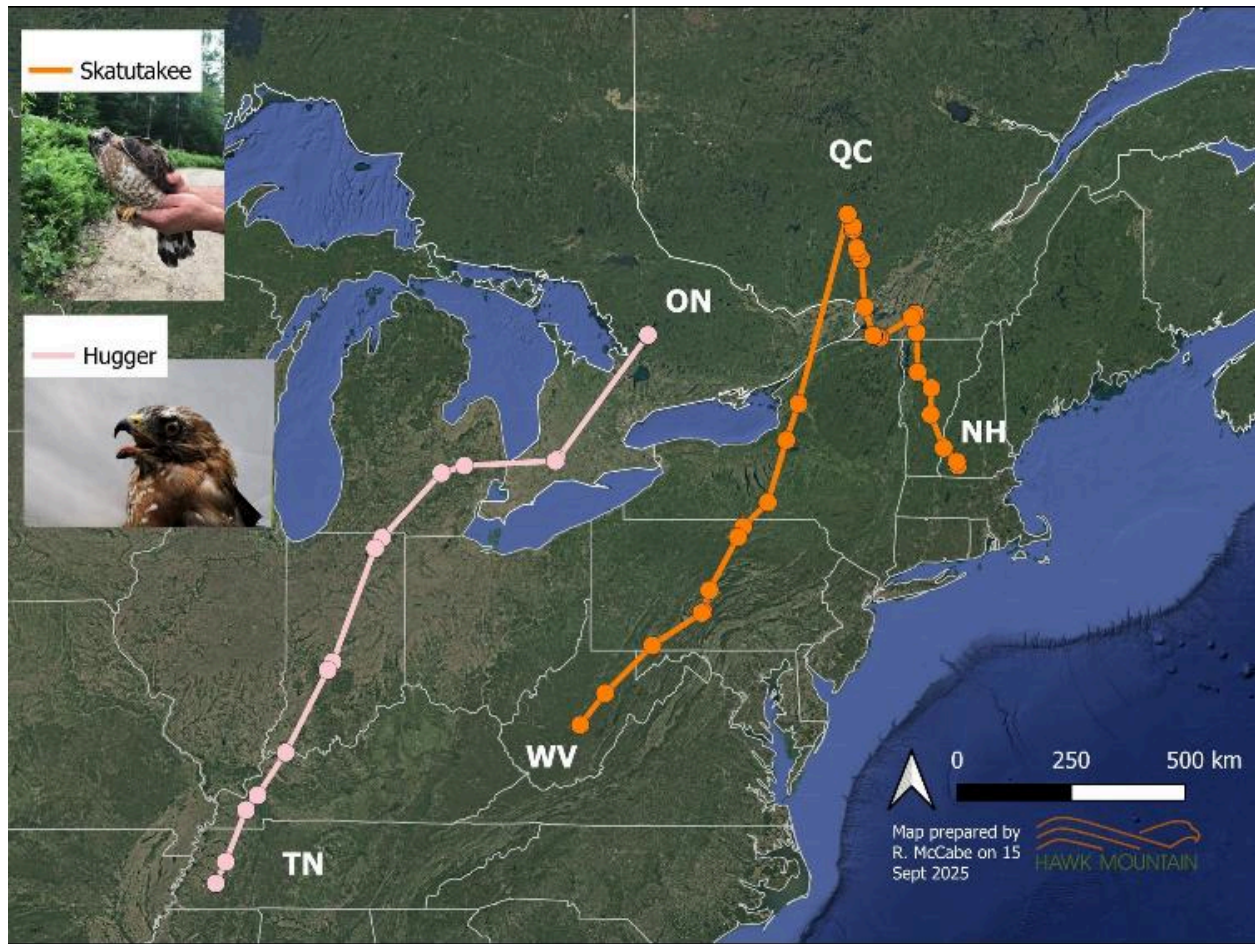 Skatutakee
Hugger
QC
ON
NH
WV
TN
0 250 500 km
Map prepared by
R. McCabe on 15
Sept 2025
HAWK MOUNTAIN